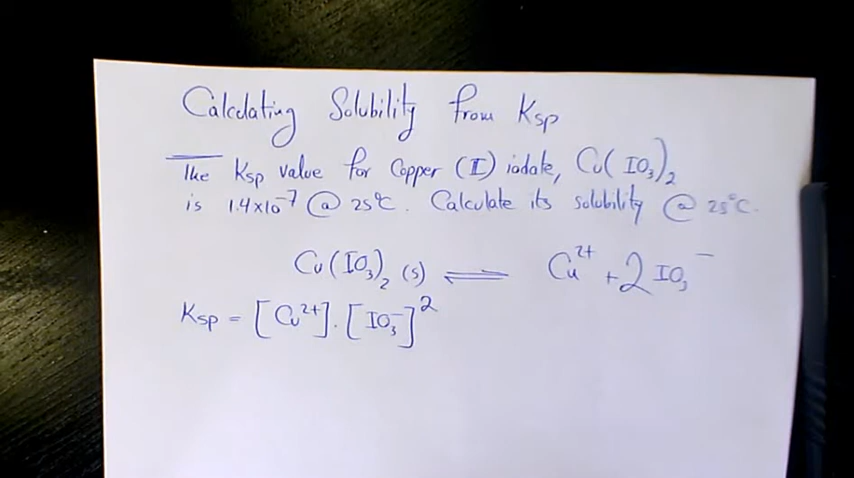 Calculating Solubility from Ksp
The Ksp value for Copper (I) iodate, Cu(IO₃)₂
is 1.4x10⁻⁷ @ 25°C. Calculate its solubility @ 25°C.
Cu(IO₃)₂ (s) ⇌ Cu²⁺ + 2 IO₃⁻
Ksp = [Cu²⁺] . [IO₃⁻]²